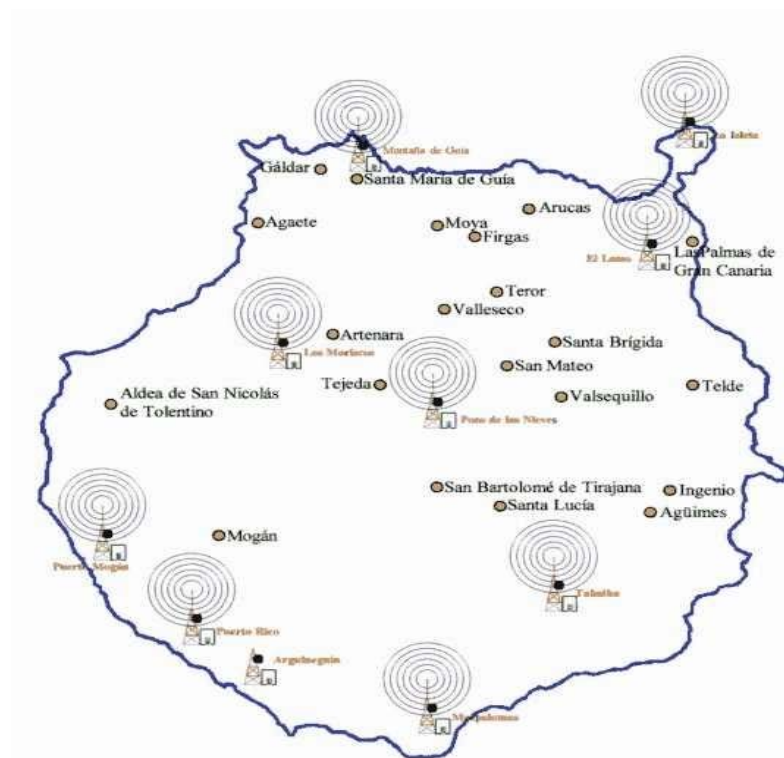 La Isleta
Montaña de Guía
Gáldar
Santa María de Guía
Agaete
Moya
Arucas
Firgas
El Lasso
Las Palmas de
Gran Canaria
Teror
Valleseco
Artenara
Los Moriscos
Santa Brígida
San Mateo
Tejeda
Telde
Valsequillo
Aldea de San Nicolás
de Tolentino
Pozo de las Nieves
San Bartolomé de Tirajana
Ingenio
Santa Lucía
Agüimes
Mogán
Puerto Mogán
Puerto Rico
Arguineguín
Maspalomas